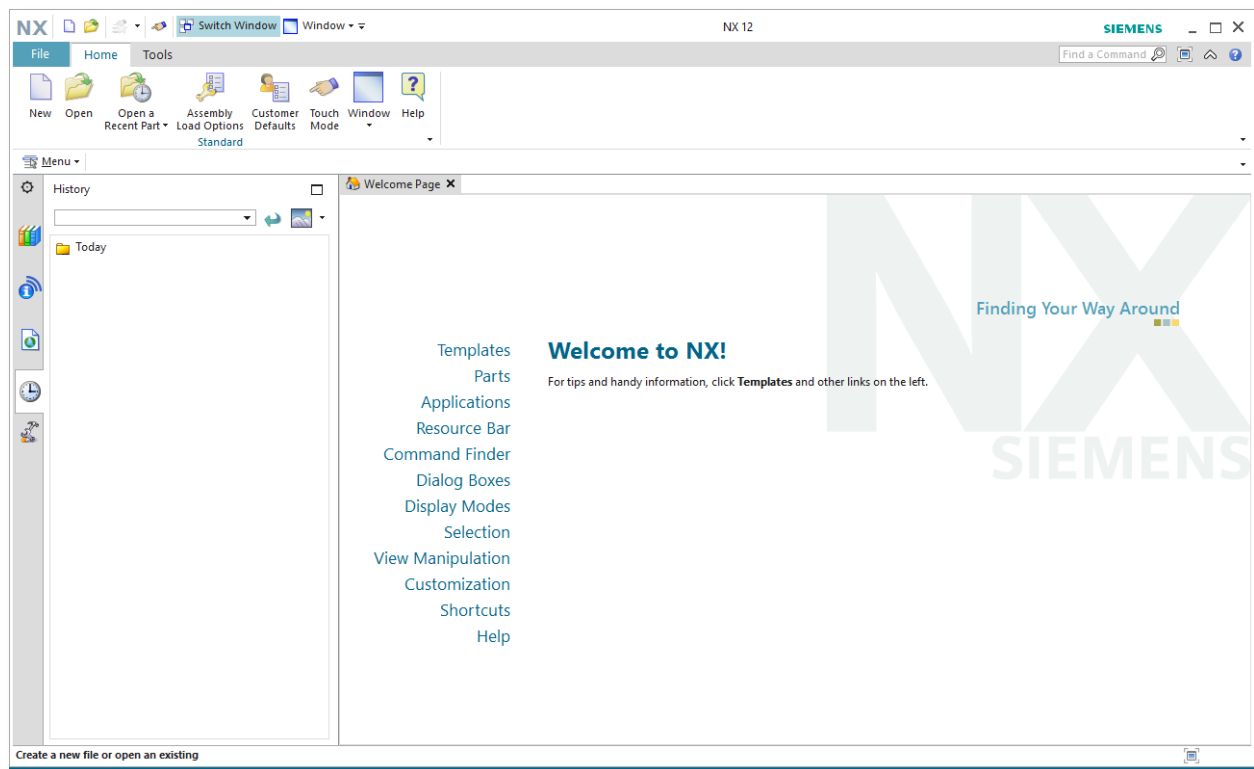 NX Switch Window Window NX 12 SIEMENS
File Home Tools Find a Command
New Open Open a Recent Part Assembly Load Options Customer Defaults Touch Mode Window Help
Standard
Menu
History Welcome Page
Today
NX
SIEMENS
Finding Your Way Around
Welcome to NX!
For tips and handy information, click Templates and other links on the left.
Templates
Parts
Applications
Resource Bar
Command Finder
Dialog Boxes
Display Modes
Selection
View Manipulation
Customization
Shortcuts
Help
Create a new file or open an existing